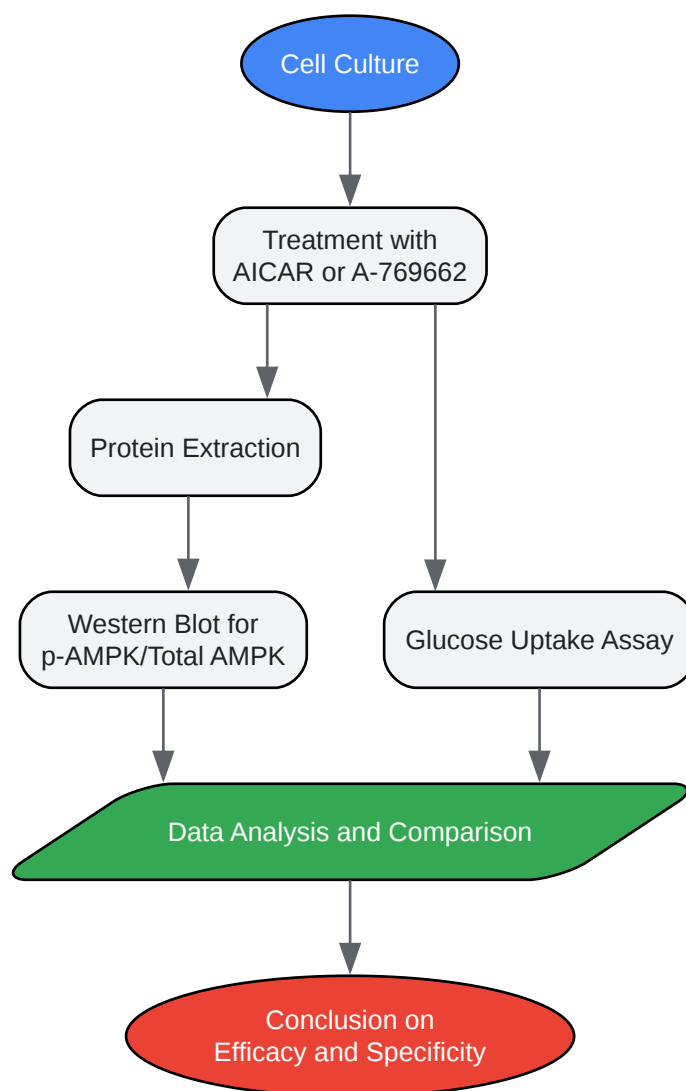 Cell Culture
Treatment with
AICAR or A-769662
Protein Extraction
Western Blot for
p-AMPK/Total AMPK
Glucose Uptake Assay
Data Analysis and Comparison
Conclusion on
Efficacy and Specificity